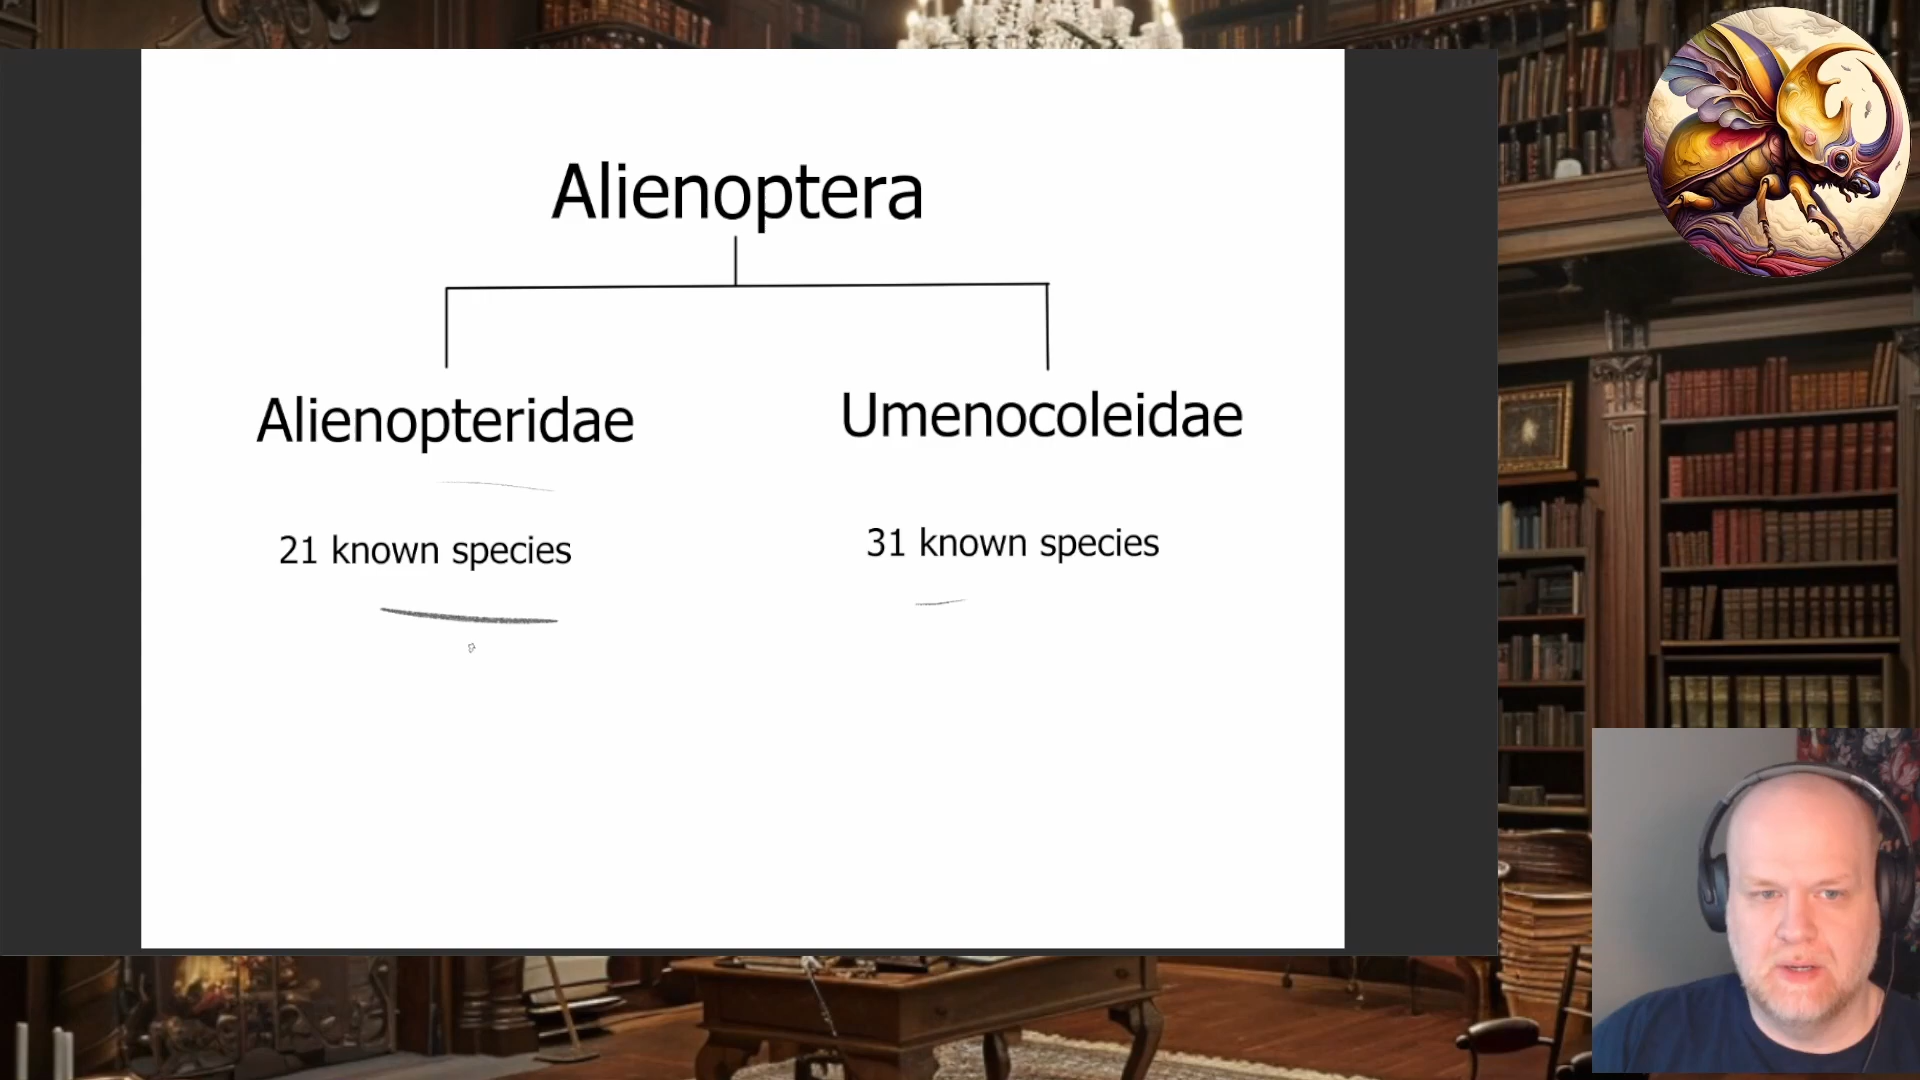 Alienoptera
Alienopteridae
Umenocoleidae
21 known species
31 known species